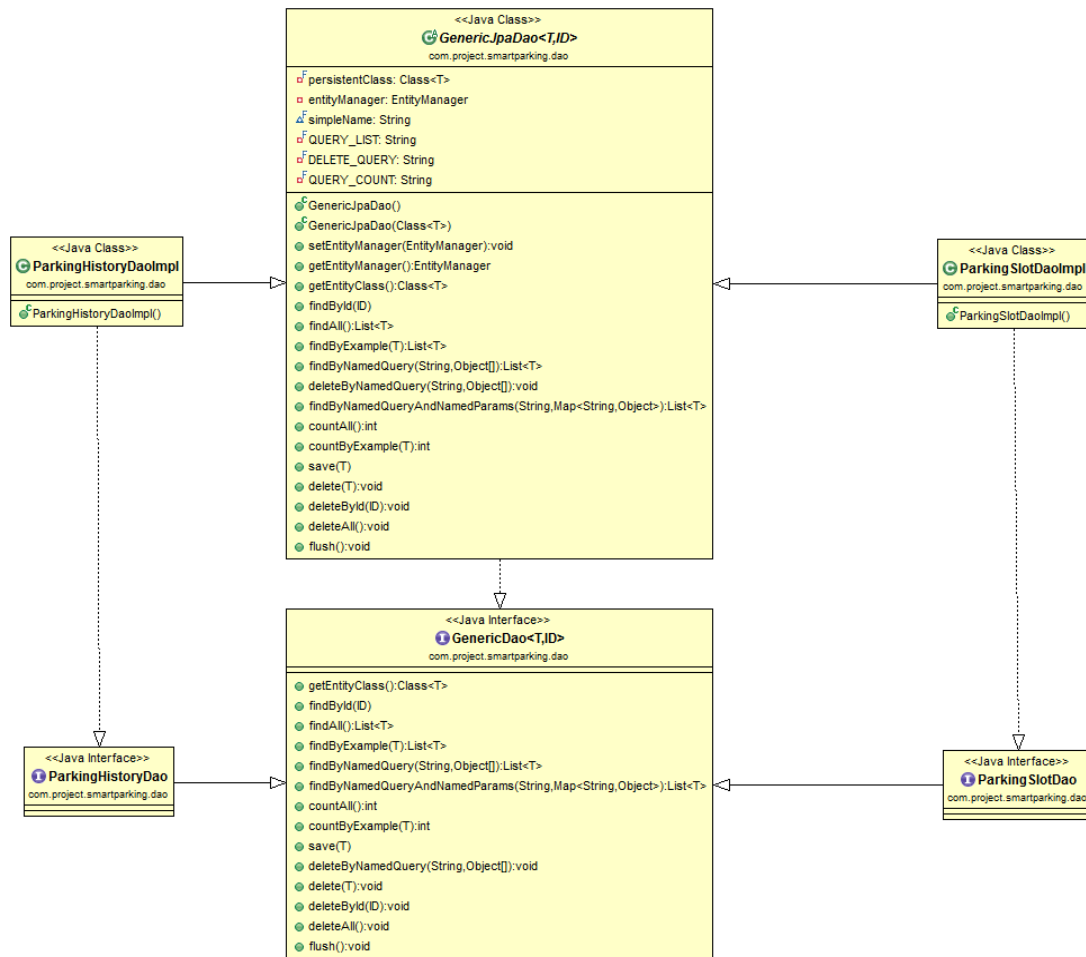 <<Java Class>>
GenericJpaDao<T,ID>
com.project.smartparking.dao
persistentClass: Class<T>
entityManager: EntityManager
simpleName: String
QUERY_LIST: String
DELETE_QUERY: String
QUERY_COUNT: String
GenericJpaDao()
GenericJpaDao(Class<T>)
setEntityManager(EntityManager):void
getEntityManager():EntityManager
getEntityClass():Class<T>
findById(ID)
findAll():List<T>
findByExample(T):List<T>
findByNamedQuery(String,Object[]):List<T>
deleteByNamedQuery(String,Object[]):void
findByNamedQueryAndNamedParams(String,Map<String,Object>):List<T>
countAll():int
countByExample(T):int
save(T)
delete(T):void
deleteById(ID):void
deleteAll():void
flush():void
<<Java Class>>
ParkingHistoryDaoImpl
com.project.smartparking.dao
ParkingHistoryDaoImpl()
<<Java Class>>
ParkingSlotDaoImpl
com.project.smartparking.dao
ParkingSlotDaoImpl()
<<Java Interface>>
GenericDao<T,ID>
com.project.smartparking.dao
getEntityClass():Class<T>
findById(ID)
findAll():List<T>
findByExample(T):List<T>
findByNamedQuery(String,Object[]):List<T>
findByNamedQueryAndNamedParams(String,Map<String,Object>):List<T>
countAll():int
countByExample(T):int
save(T)
deleteByNamedQuery(String,Object[]):void
delete(T):void
deleteById(ID):void
deleteAll():void
flush():void
<<Java Interface>>
ParkingHistoryDao
com.project.smartparking.dao
<<Java Interface>>
ParkingSlotDao
com.project.smartparking.dao